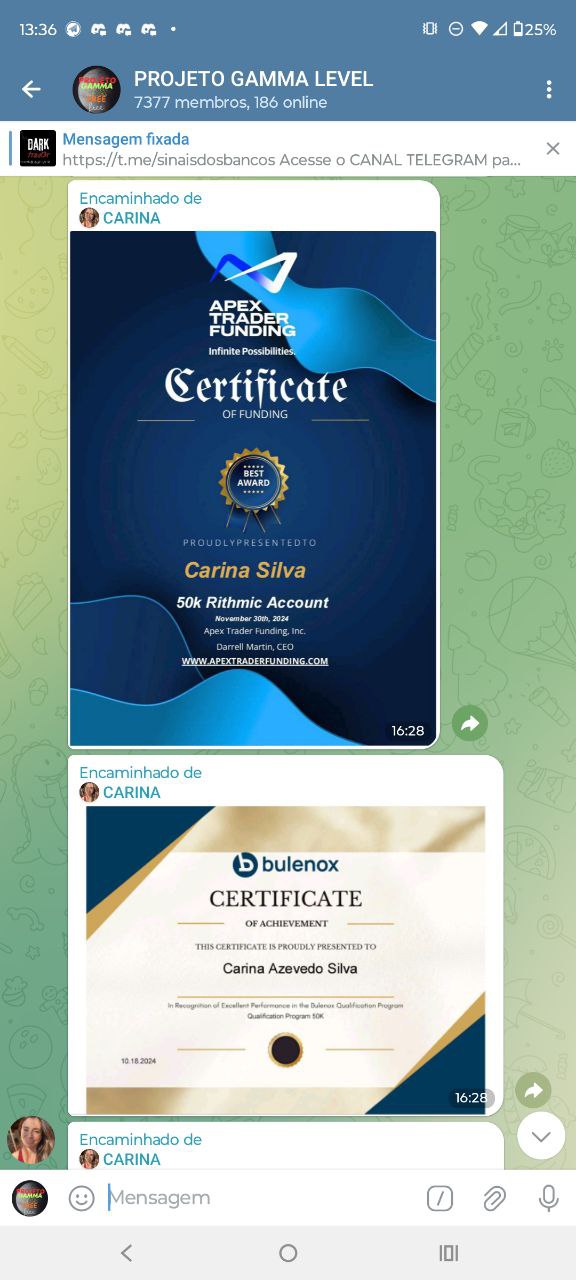 13:36
25%
PROJETO GAMMA LEVEL
7377 membros, 186 online
Mensagem fixada
https://t.me/sinaisdosbancos Acesse o CANAL TELEGRAM pa...
Encaminhado de
CARINA
APEX
TRADER
FUNDING
Infinite Possibilities.
Certificate
OF FUNDING
BEST
AWARD
PROUDLYPRESENTEDTO
Carina Silva
50k Rithmic Account
November 30th, 2024
Apex Trader Funding, Inc.
Darrell Martin, CEO
WWW.APEXTRADERFUNDING.COM
16:28
Encaminhado de
CARINA
bulenox
CERTIFICATE
OF ACHIEVEMENT
THIS CERTIFICATE IS PROUDLY PRESENTED TO
Carina Azevedo Silva
In Recognition of Excellent Performance in the Bulenox Qualification Program
Qualification Program 50K
10.18.2024
16:28
Encaminhado de
CARINA
Mensagem